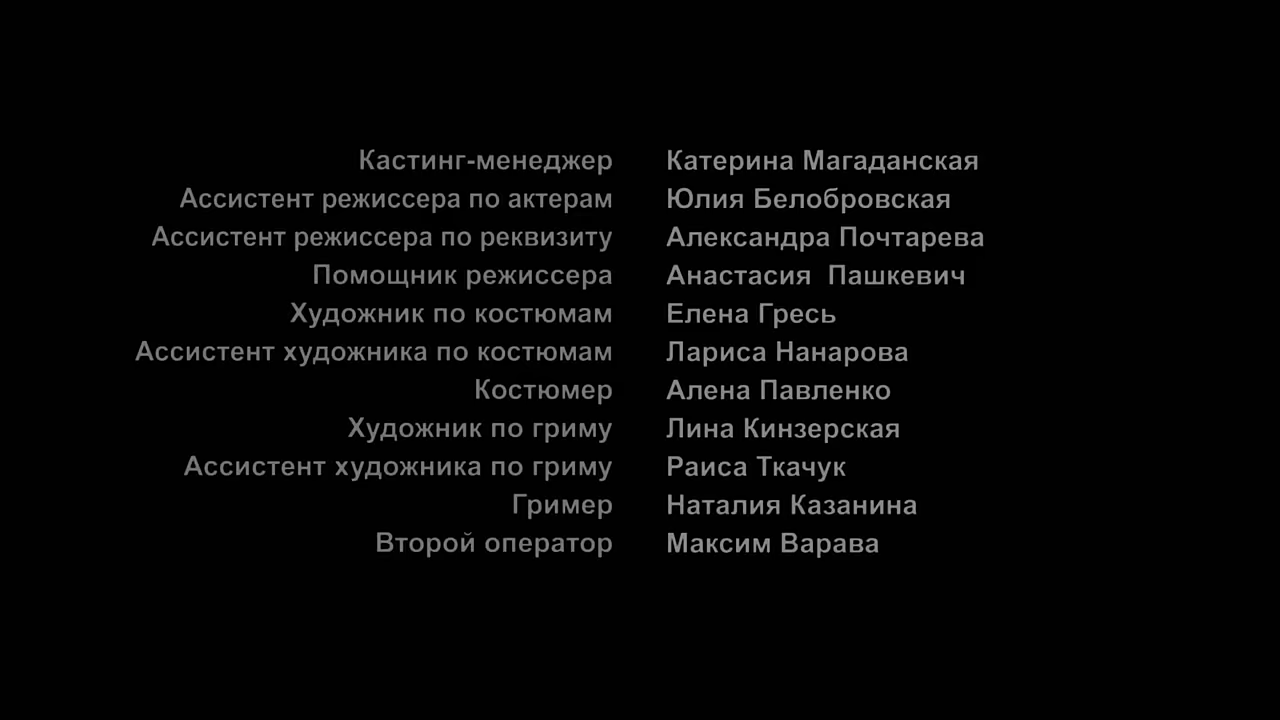 Кастинг-менеджер Катерина Магаданская
Ассистент режиссера по актерам Юлия Белобровская
Ассистент режиссера по реквизиту Александра Почтарева
Помощник режиссера Анастасия Пашкевич
Художник по костюмам Елена Гресь
Ассистент художника по костюмам Лариса Нанарова
Костюмер Алена Павленко
Художник по гриму Лина Кинзерская
Ассистент художника по гриму Раиса Ткачук
Гример Наталия Казанина
Второй оператор Максим Варава